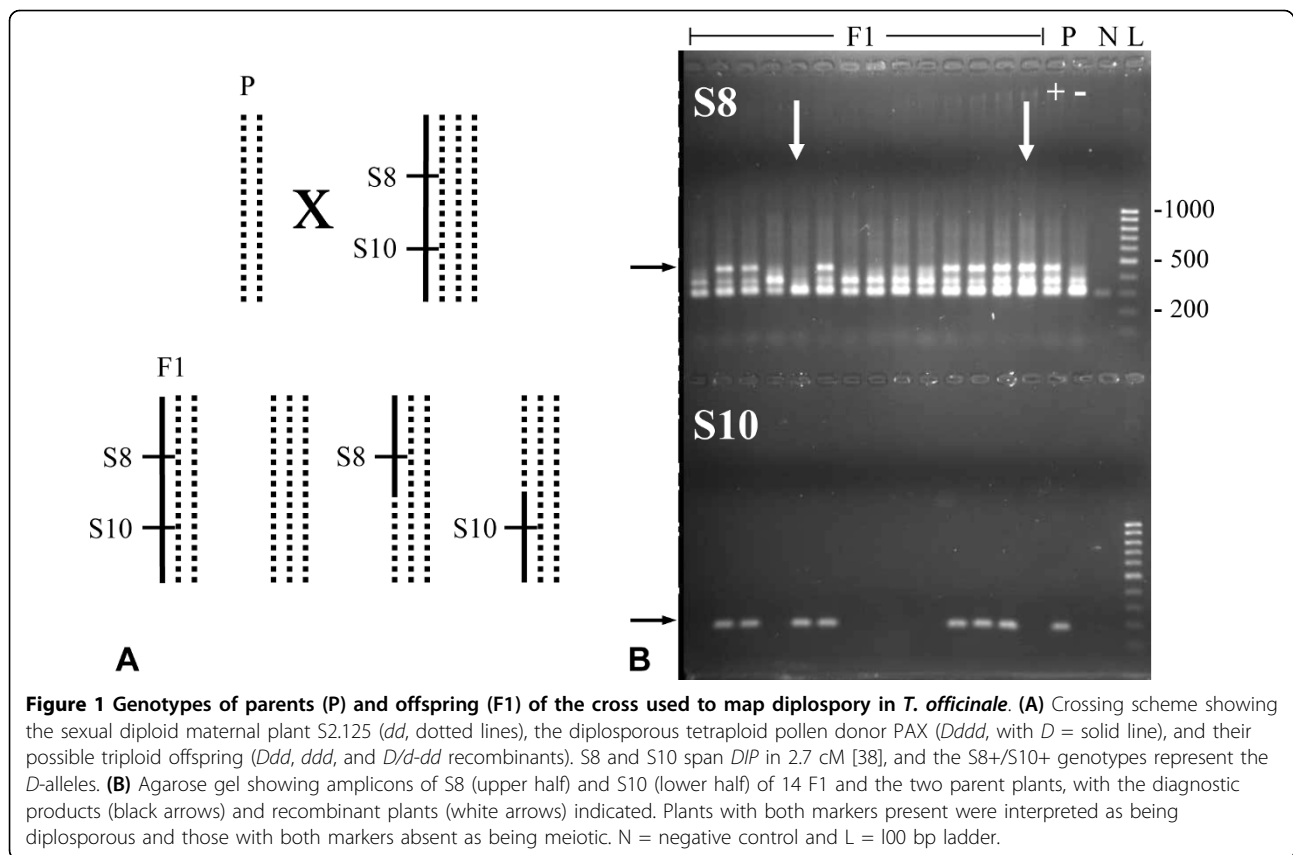 P
S8
X
S10
F1
S8
S8
S10
S10
A
F1 P N L
S8
+ -
-1000
- 500
- 200
S10
B
Figure 1 Genotypes of parents (P) and offspring (F1) of the cross used to map diplospory in T. officinale. (A) Crossing scheme showing
the sexual diploid maternal plant S2.125 (dd, dotted lines), the diplosporous tetraploid pollen donor PAX (Dddd, with D = solid line), and their
possible triploid offspring (Ddd, ddd, and D/d-dd recombinants). S8 and S10 span DIP in 2.7 cM [38], and the S8+/S10+ genotypes represent the
D-alleles. (B) Agarose gel showing amplicons of S8 (upper half) and S10 (lower half) of 14 F1 and the two parent plants, with the diagnostic
products (black arrows) and recombinant plants (white arrows) indicated. Plants with both markers present were interpreted as being
diplosporous and those with both markers absent as being meiotic. N = negative control and L = l00 bp ladder.